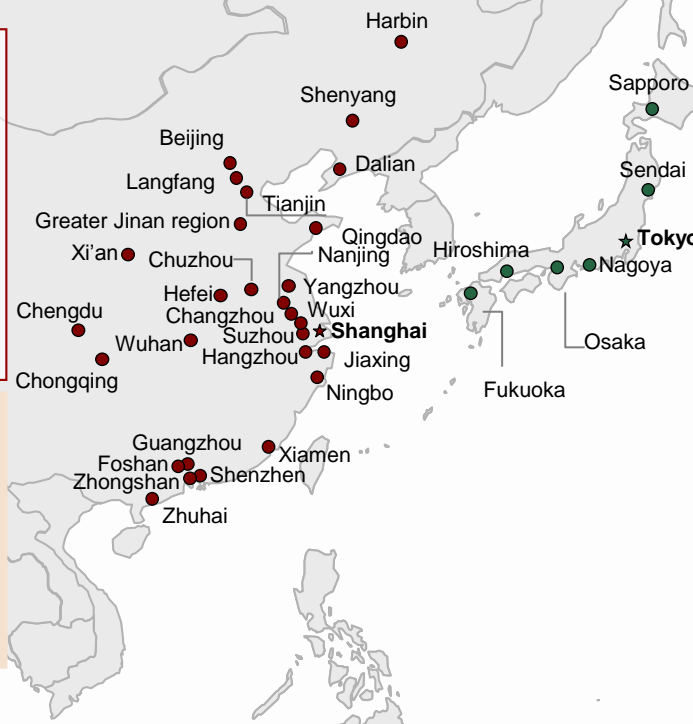 Harbin
Sapporo
Shenyang
Beijing
Dalian
Sendai
Langfang
Tianjin
Greater Jinan region
Qingdao
Tokyo
Xi'an
Chuzhou
Nanjing
Hiroshima
Nagoya
Hefei
Yangzhou
Changzhou
Wuxi
Chengdu
Suzhou
Shanghai
Wuhan
Osaka
Hangzhou
Jiaxing
Chongqing
Ningbo
Fukuoka
Guangzhou
Xiamen
Foshan
Shenzhen
Zhongshan
Zhuhai